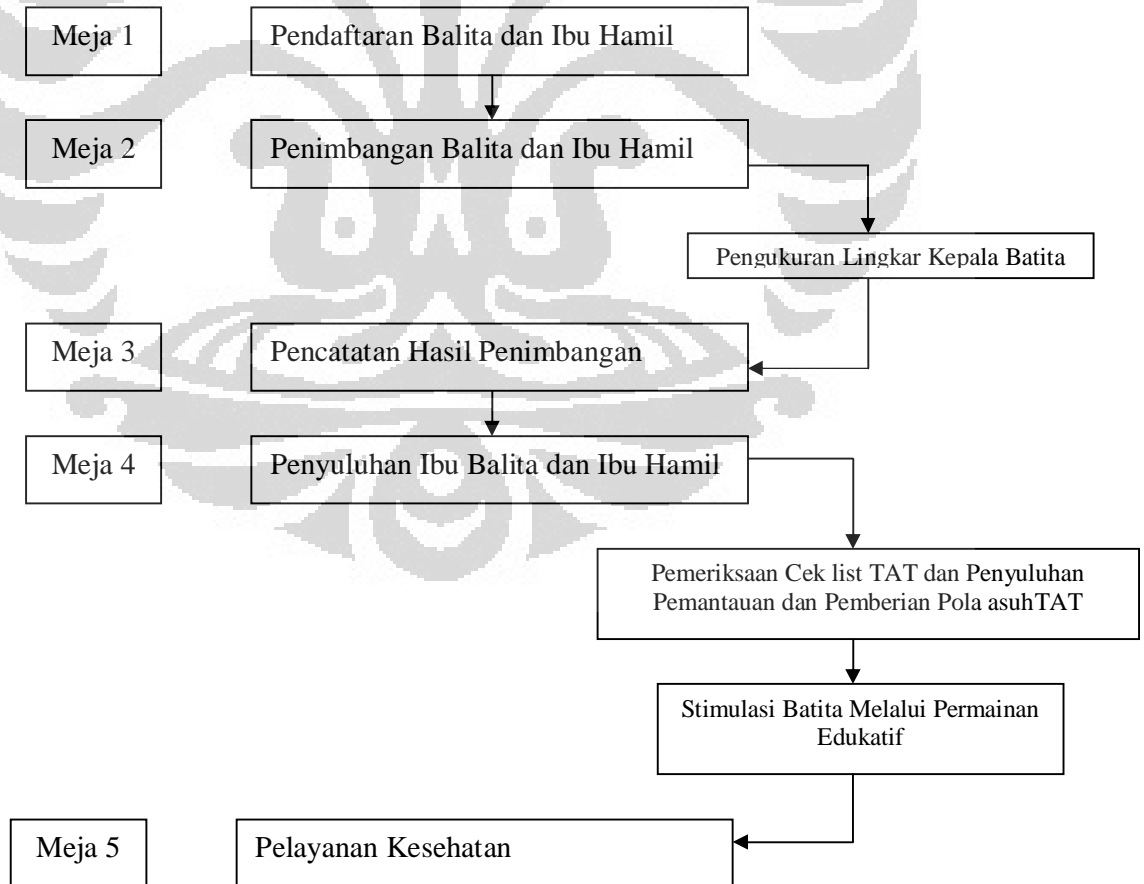 Meja 1
Pendaftaran Balita dan Ibu Hamil
Meja 2
Penimbangan Balita dan Ibu Hamil
Pengukuran Lingkar Kepala Batita
Meja 3
Pencatatan Hasil Penimbangan
Meja 4
Penyuluhan Ibu Balita dan Ibu Hamil
Pemeriksaan Cek list TAT dan Penyuluhan
Pemantauan dan Pemberian Pola asuhTAT
Stimulasi Batita Melalui Permainan
Edukatif
Meja 5
Pelayanan Kesehatan